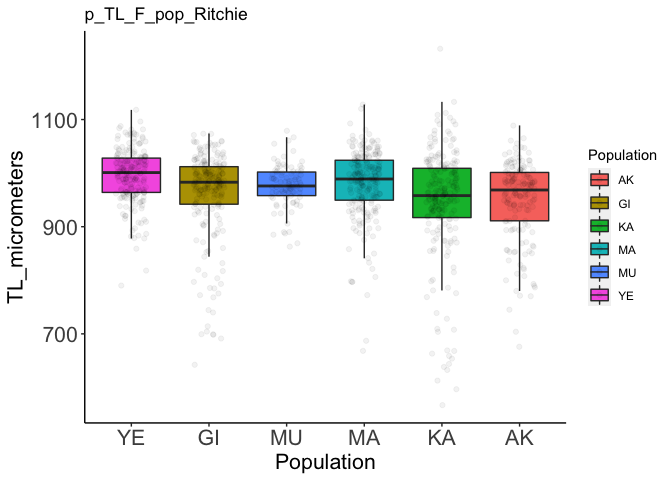 p_TL_F_pop_Ritchie
TL_micrometers
1100
900
700
YE GI MU MA KA AK
Population
Population
AK
GI
KA
MA
MU
YE